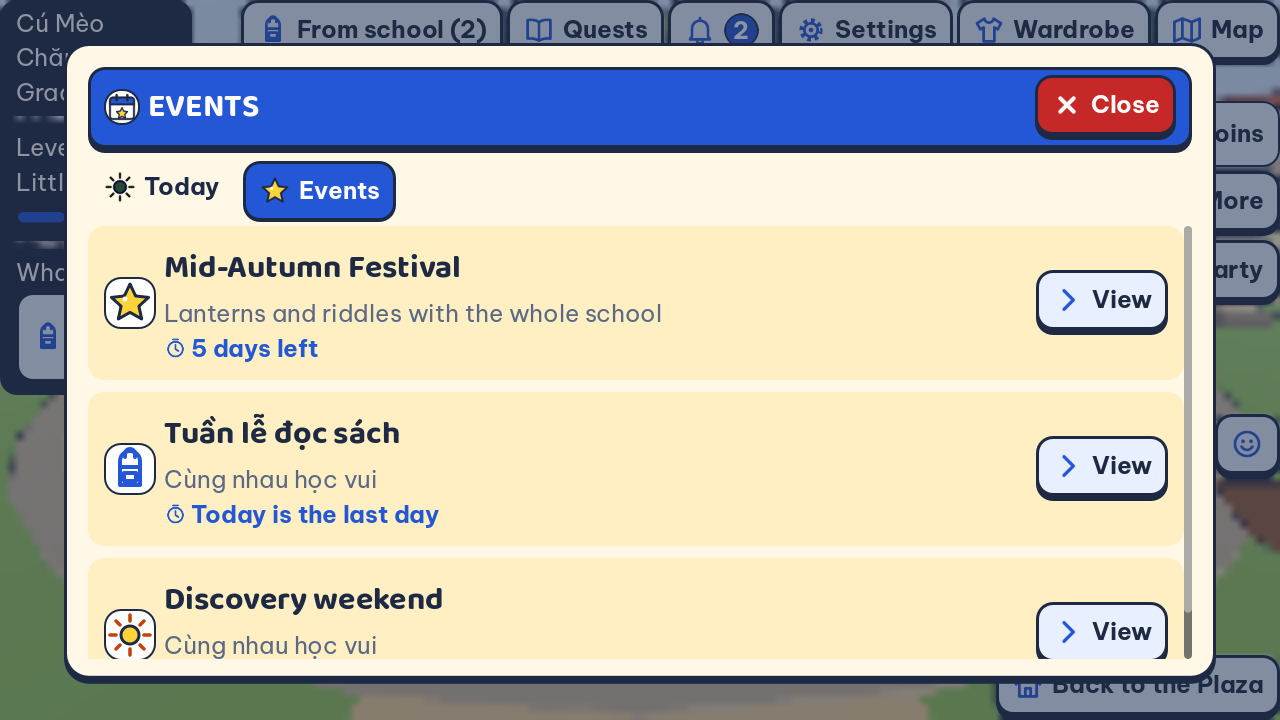 Cú Mèo
From school (2)
Quests
2
Settings
Wardrobe
Map
EVENTS
Close
Today
Events
Mid-Autumn Festival
Lanterns and riddles with the whole school
5 days left
View
Tuần lễ đọc sách
Cùng nhau học vui
Today is the last day
View
Discovery weekend
Cùng nhau học vui
View
Back to the Plaza